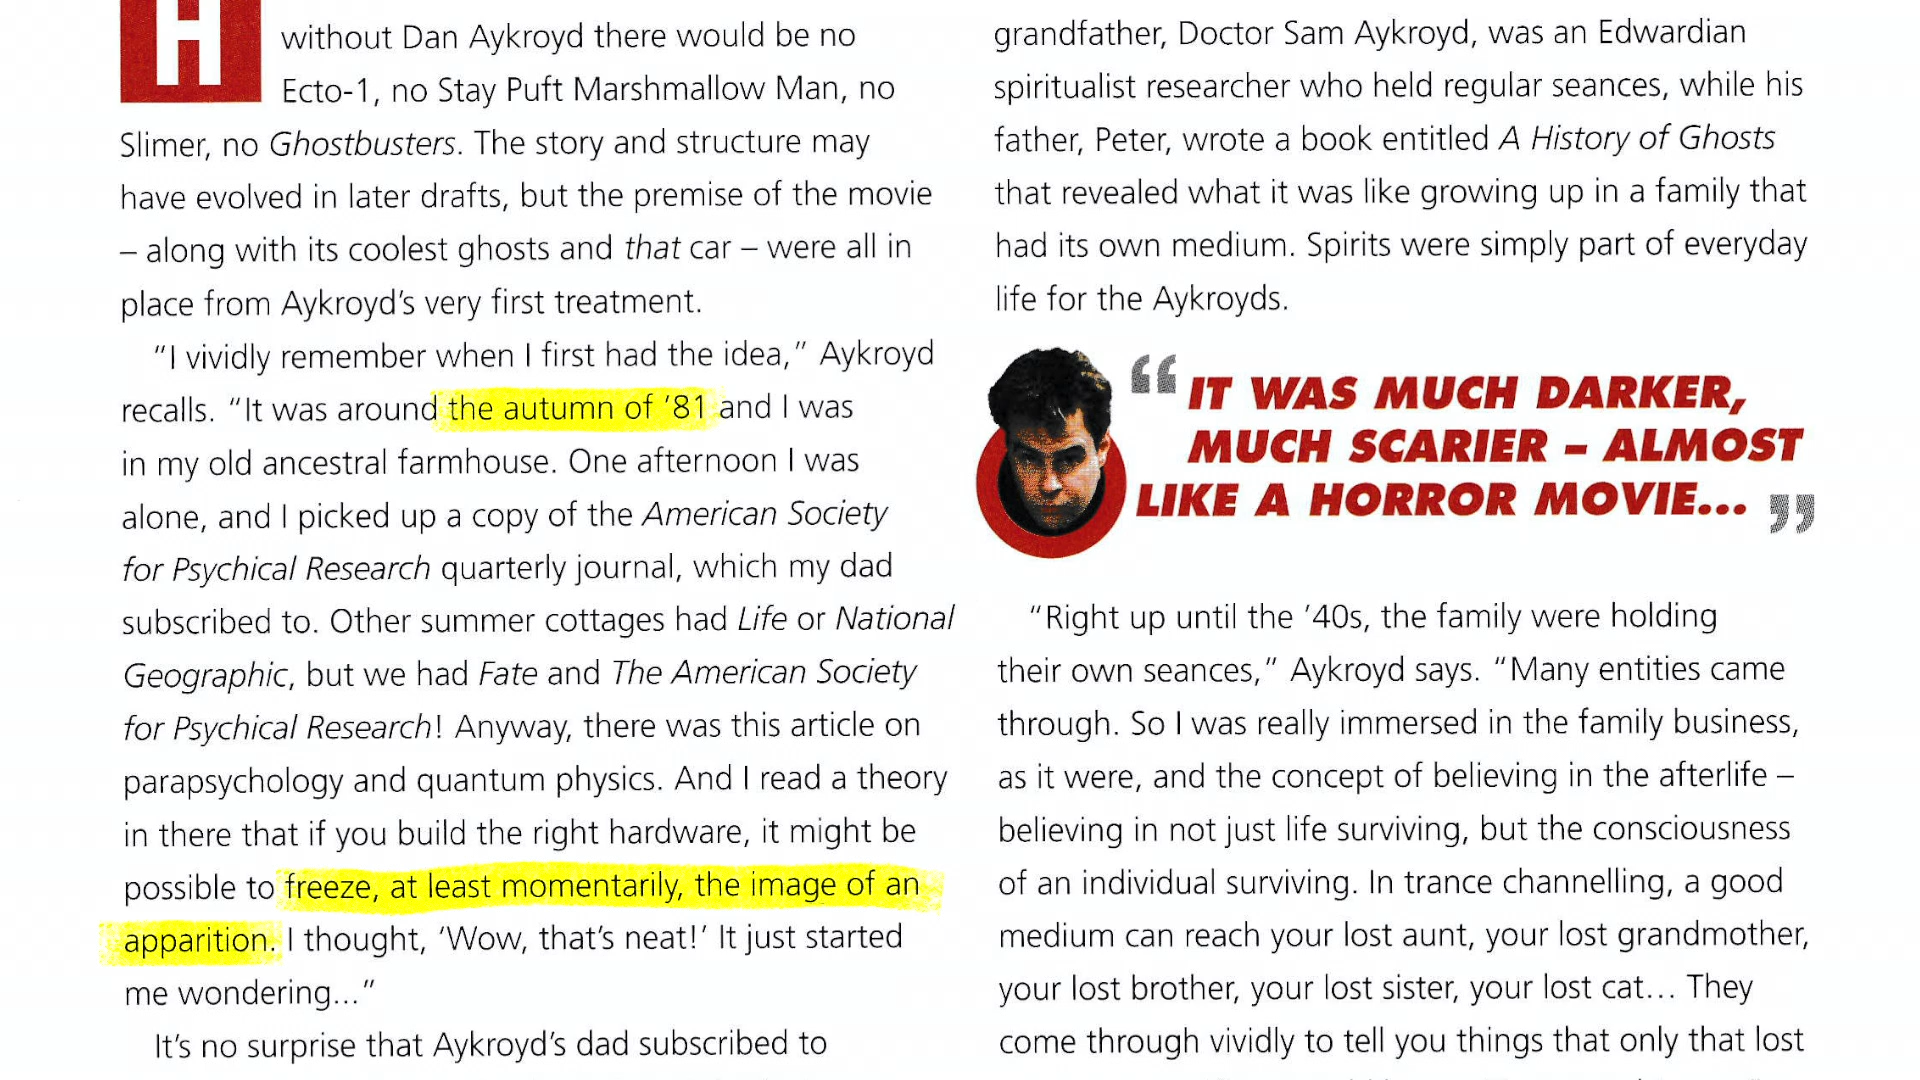 H
without Dan Aykroyd there would be no
Ecto-1, no Stay Puft Marshmallow Man, no
Slimer, no Ghostbusters. The story and structure may
have evolved in later drafts, but the premise of the movie
– along with its coolest ghosts and that car – were all in
place from Aykroyd's very first treatment.
"I vividly remember when I first had the idea," Aykroyd
recalls. "It was around the autumn of '81 and I was
in my old ancestral farmhouse. One afternoon I was
alone, and I picked up a copy of the American Society
for Psychical Research quarterly journal, which my dad
subscribed to. Other summer cottages had Life or National
Geographic, but we had Fate and The American Society
for Psychical Research! Anyway, there was this article on
parapsychology and quantum physics. And I read a theory
in there that if you build the right hardware, it might be
possible to freeze, at least momentarily, the image of an
apparition. I thought, 'Wow, that's neat!' It just started
me wondering..."
It's no surprise that Aykroyd's dad subscribed to
grandfather, Doctor Sam Aykroyd, was an Edwardian
spiritualist researcher who held regular seances, while his
father, Peter, wrote a book entitled A History of Ghosts
that revealed what it was like growing up in a family that
had its own medium. Spirits were simply part of everyday
life for the Aykroyds.
"IT WAS MUCH DARKER,
MUCH SCARIER – ALMOST
LIKE A HORROR MOVIE..."
"Right up until the '40s, the family were holding
their own seances," Aykroyd says. "Many entities came
through. So I was really immersed in the family business,
as it were, and the concept of believing in the afterlife –
believing in not just life surviving, but the consciousness
of an individual surviving. In trance channelling, a good
medium can reach your lost aunt, your lost grandmother,
your lost brother, your lost sister, your lost cat... They
come through vividly to tell you things that only that lost